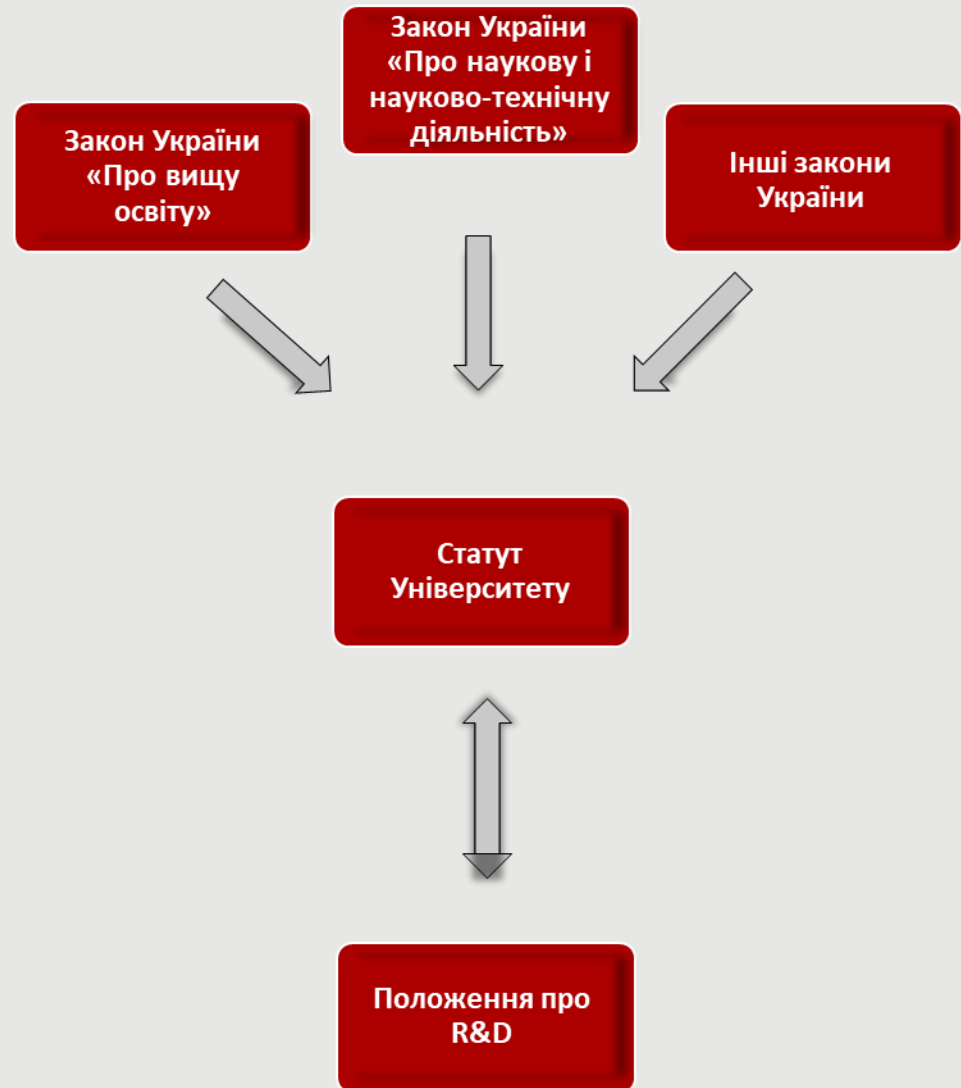 Закон України
«Про наукову і
науково-технічну
діяльність»
Закон України
«Про вищу
освіту»
Інші закони
України
Статут
Університету
Положення про
R&D